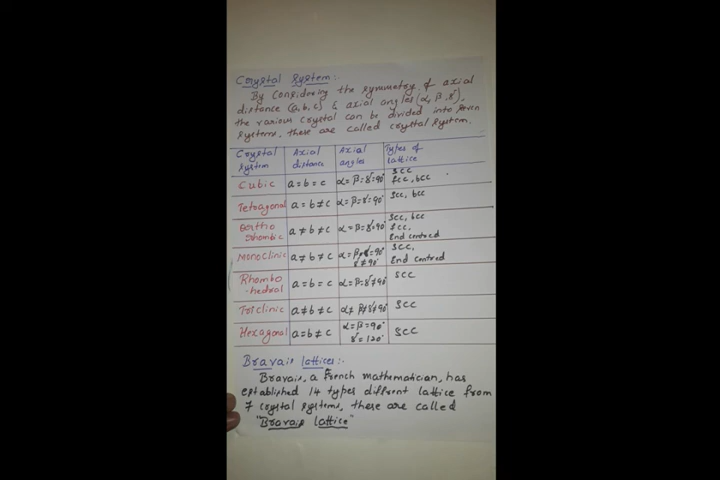 Crystal system:-
By considering the symmetry of axial
distance (a, b, c) & axial angles (α, β, γ),
the various crystal can be divided into seven
systems, these are called crystal system.
Crystal system | Axial distance | Axial angles | Types of lattice
Cubic | a = b = c | α = β = γ = 90° | SCC, FCC, bCC
Tetragonal | a = b ≠ c | α = β = γ = 90° | SCC, bCC
Ortho rhombic | a ≠ b ≠ c | α = β = γ = 90° | SCC, bCC, FCC, End centred
Monoclinic | a ≠ b ≠ c | α = β = 90° γ ≠ 90° | SCC, End centred
Rhombo -hedral | a = b = c | α = β = γ ≠ 90° | SCC
Triclinic | a ≠ b ≠ c | α ≠ β ≠ γ ≠ 90° | SCC
Hexagonal | a = b ≠ c | α = β = 90° γ = 120° | SCC
Bravais lattices:-
Bravais, a French mathematician, has
established 14 types different lattice from
7 crystal systems, these are called
"Bravais lattice"